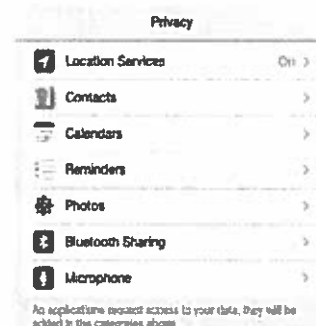 Privacy
Location Services On
Contacts
Calendars
Reminders
Photos
Bluetooth Sharing
Microphone
As applications request access to your data, they will be
added in the categories above.